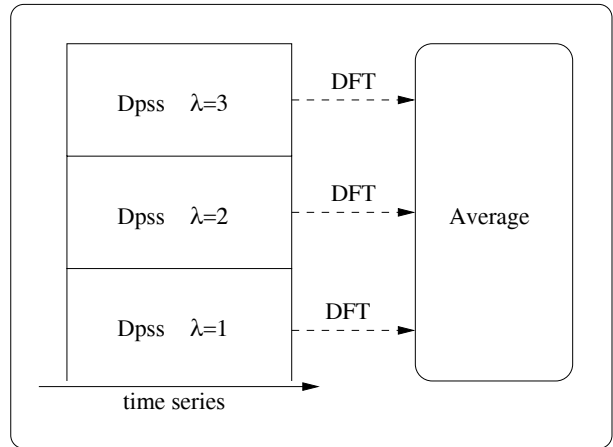 DFT
Dpss λ=3
DFT
Dpss λ=2
Average
DFT
Dpss λ=1
time series